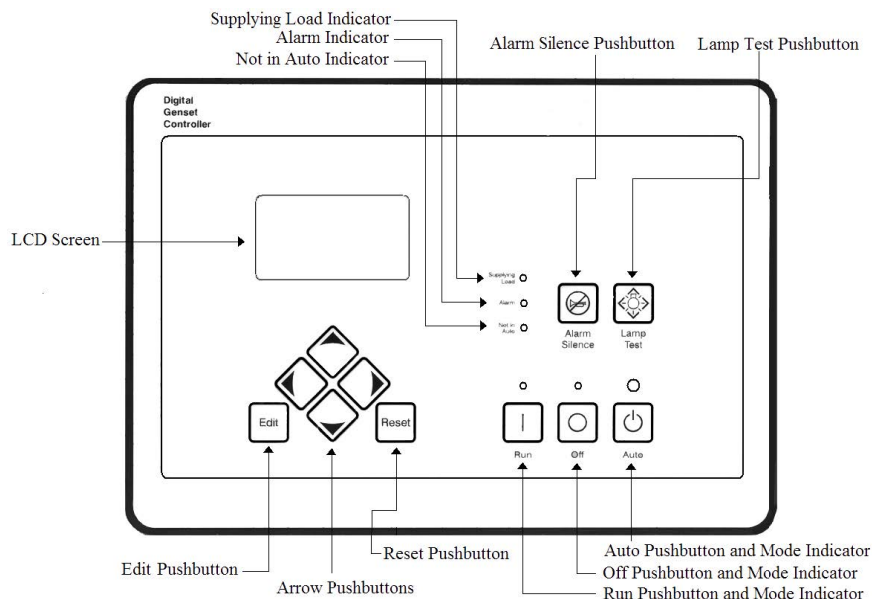 Supplying Load Indicator
Alarm Indicator
Not in Auto Indicator
Alarm Silence Pushbutton
Lamp Test Pushbutton
Digital
Genset
Controller
LCD Screen
Supplying
Load
Alarm
Not in
Auto
Alarm
Silence
Lamp
Test
Edit
Reset
Run
Off
Auto
Edit Pushbutton
Arrow Pushbuttons
Reset Pushbutton
Auto Pushbutton and Mode Indicator
Off Pushbutton and Mode Indicator
Run Pushbutton and Mode Indicator